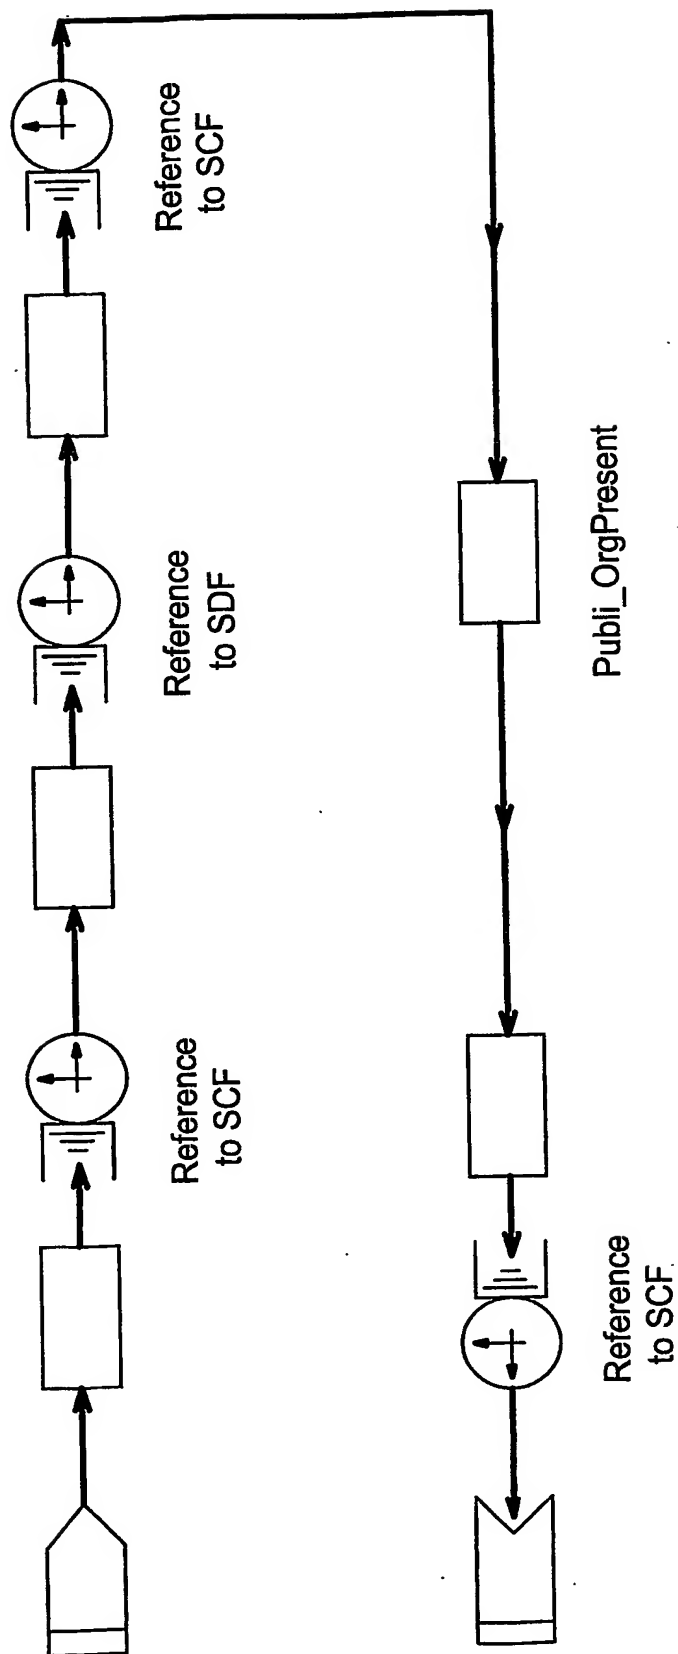 Reference
to SCF
Reference
to SDF
Reference
to SCF
Publi_OrgPresent
Reference
to SCF